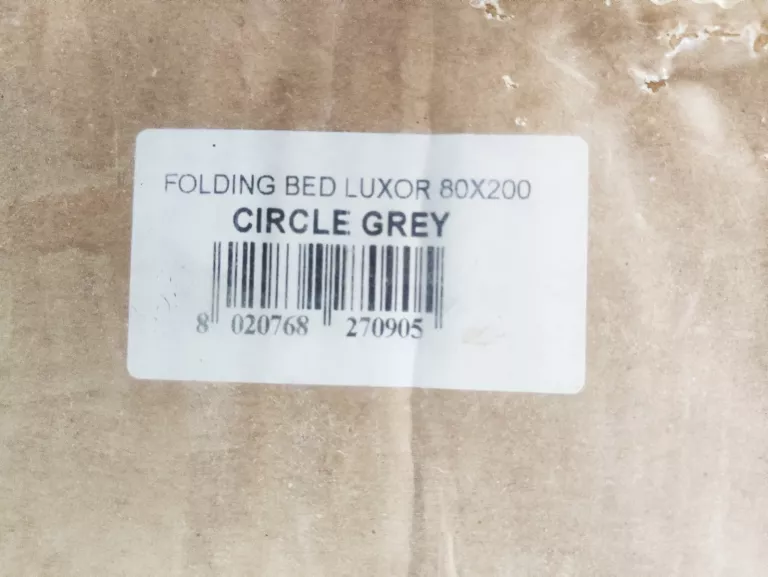 FOLDING BED LUXOR 80X200
CIRCLE GREY
8 020768 270905